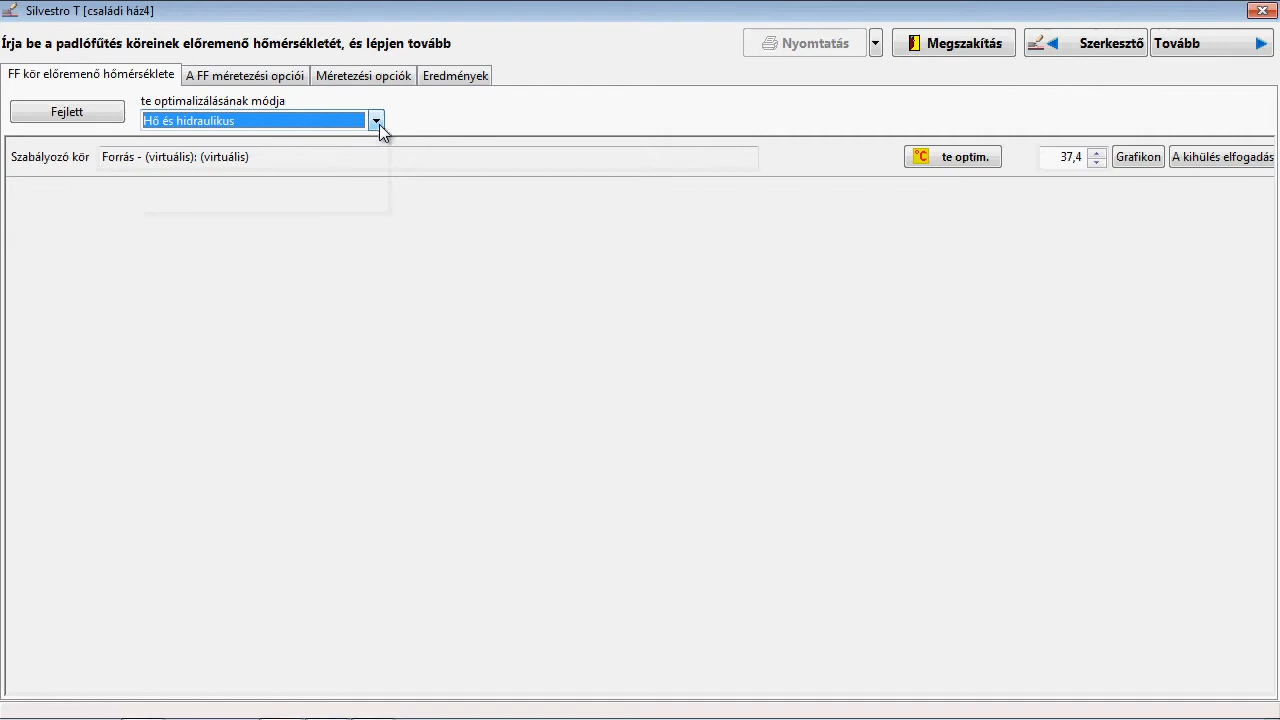 Silvestro T [családi ház4]
Írja be a padlófűtés köreinek előremenő hőmérsékletét, és lépjen tovább
Nyomtatás
Megszakítás
Szerkesztő
Tovább
FF kör előremenő hőmérséklete
A FF méretezési opciói
Méretezési opciók
Eredmények
Fejlett
te optimalizálásának módja
Hő és hidraulikus
Szabályozó kör
Forrás - (virtuális): (virtuális)
°C te optim.
37,4
Grafikon
A kihülés elfogadás